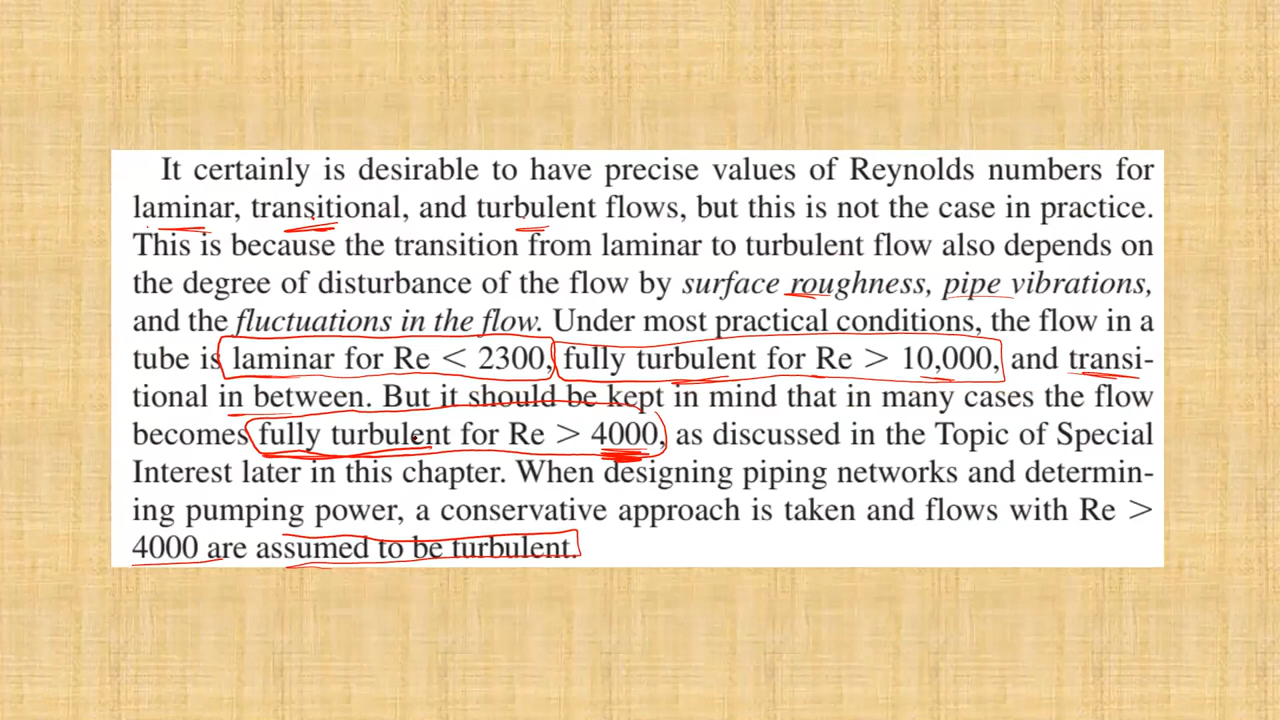 It certainly is desirable to have precise values of Reynolds numbers for
laminar, transitional, and turbulent flows, but this is not the case in practice.
This is because the transition from laminar to turbulent flow also depends on
the degree of disturbance of the flow by surface roughness, pipe vibrations,
and the fluctuations in the flow. Under most practical conditions, the flow in a
tube is laminar for Re < 2300, fully turbulent for Re > 10,000, and transi-
tional in between. But it should be kept in mind that in many cases the flow
becomes fully turbulent for Re > 4000, as discussed in the Topic of Special
Interest later in this chapter. When designing piping networks and determin-
ing pumping power, a conservative approach is taken and flows with Re >
4000 are assumed to be turbulent.